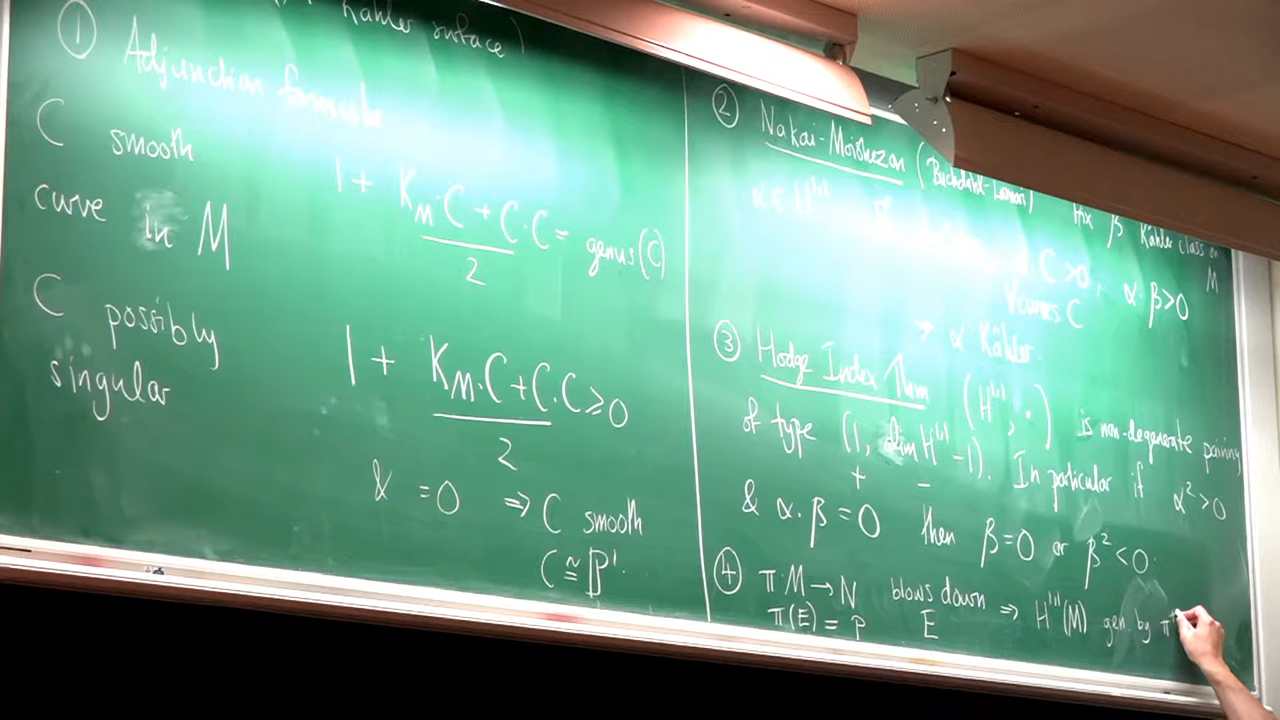 Kähler surface)
① Adjunction formula
C smooth
curve in M
1 + K_M·C + C·C / 2 = genus(C)
C possibly
singular
1 + K_M·C + C·C / 2 ≥ 0
& = 0 ⇒ C smooth
C ≅ ℙ¹.
② Nakai-Moishezon (Buchdahl-Lamari) Fix β Kähler class on M
α ∈ H^{1,1}
C > 0, α·β > 0
∀ curves C
⇒ α Kähler.
③ Hodge Index Thm (H^{1,1}, ·) is non-degenerate pairing
of type (1, dim H^{1,1} - 1). In particular if α² > 0
+ −
& α·β = 0 then β = 0 or β² < 0.
④ π: M → N blows down ⇒ H^{1,1}(M) gen by π*
π(E) = p E